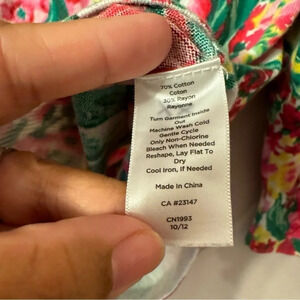 70% Cotton
Coton
30% Rayon
Rayonne
Turn Garment Inside
Out
Machine Wash Cold
Gentle Cycle
Only Non-Chlorine
Bleach When Needed
Reshape, Lay Flat To
Dry
Cool Iron, If Needed
Made In China
CA #23147
CN1993
10/12